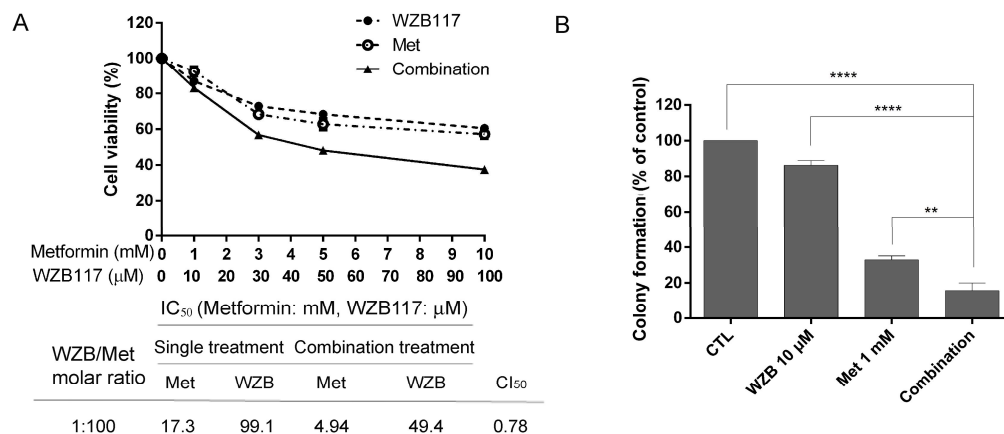 A
120
100
80
60
40
20
0
Cell viability (%)
WZB117
Met
Combination
Metformin (mM) 0 1 2 3 4 5 6 7 8 9 10
WZB117 (μM) 0 10 20 30 40 50 60 70 80 90 100
IC50 (Metformin: mM, WZB117: μM)
WZB/Met
molar ratio
Single treatment Combination treatment
Met WZB Met WZB CI50
1:100 17.3 99.1 4.94 49.4 0.78
B
****
****
**
120
100
80
60
40
20
0
Colony formation (% of control)
CTL
WZB 10 μM
Met 1 mM
Combination